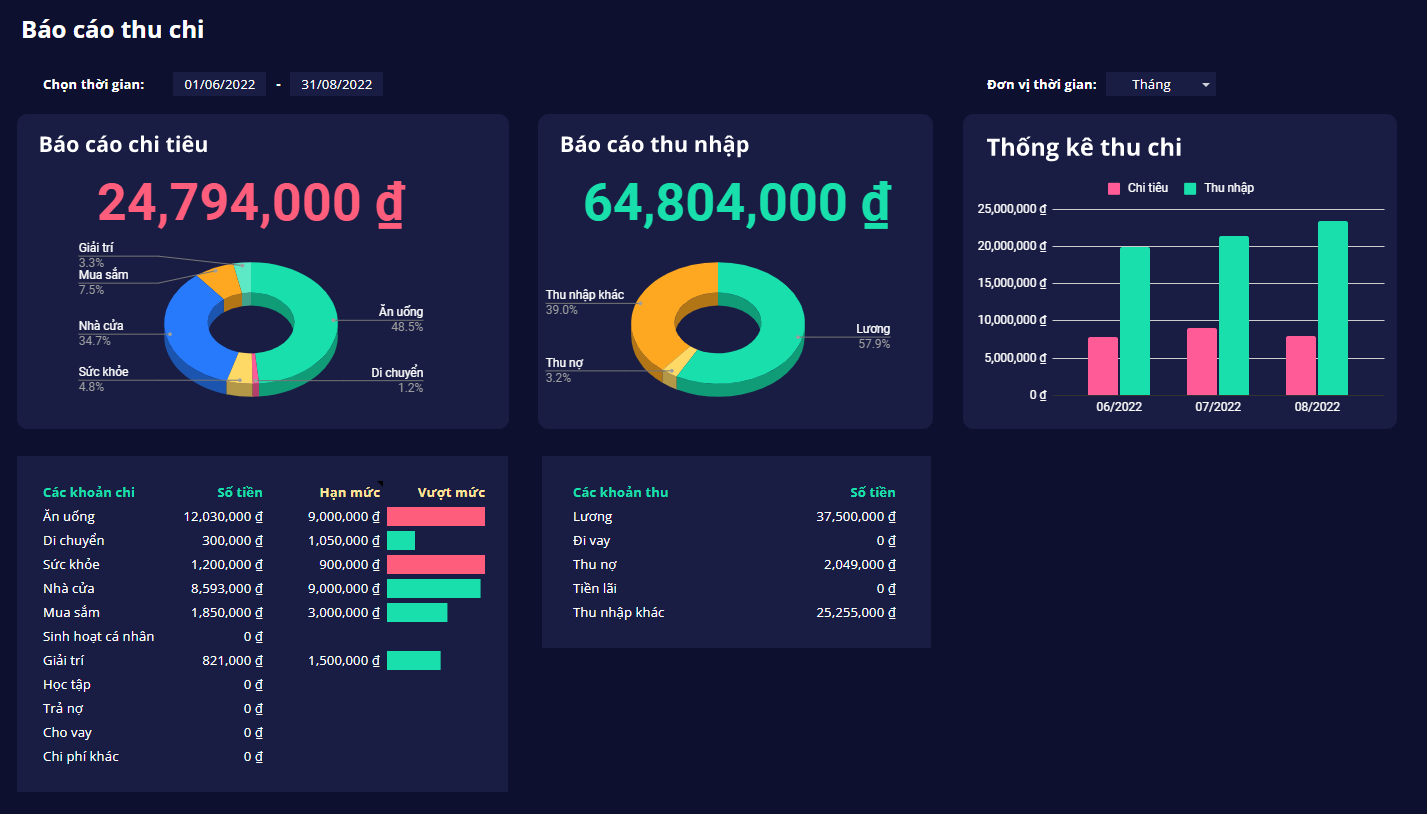 Báo cáo thu chi
Chọn thời gian: 01/06/2022 - 31/08/2022
Đơn vị thời gian: Tháng
Báo cáo chi tiêu
24,794,000 ₫
Giải trí
3.3%
Mua sắm
7.5%
Nhà cửa
34.7%
Sức khỏe
4.8%
Ăn uống
48.5%
Di chuyển
1.2%
Báo cáo thu nhập
64,804,000 ₫
Thu nhập khác
39.0%
Thu nợ
3.2%
Lương
57.9%
Thống kê thu chi
Chi tiêu Thu nhập
25,000,000 ₫
20,000,000 ₫
15,000,000 ₫
10,000,000 ₫
5,000,000 ₫
0 ₫
06/2022 07/2022 08/2022
Các khoản chi Số tiền Hạn mức Vượt mức
Ăn uống 12,030,000 ₫ 9,000,000 ₫
Di chuyển 300,000 ₫ 1,050,000 ₫
Sức khỏe 1,200,000 ₫ 900,000 ₫
Nhà cửa 8,593,000 ₫ 9,000,000 ₫
Mua sắm 1,850,000 ₫ 3,000,000 ₫
Sinh hoạt cá nhân 0 ₫
Giải trí 821,000 ₫ 1,500,000 ₫
Học tập 0 ₫
Trả nợ 0 ₫
Cho vay 0 ₫
Chi phí khác 0 ₫
Các khoản thu Số tiền
Lương 37,500,000 ₫
Đi vay 0 ₫
Thu nợ 2,049,000 ₫
Tiền lãi 0 ₫
Thu nhập khác 25,255,000 ₫